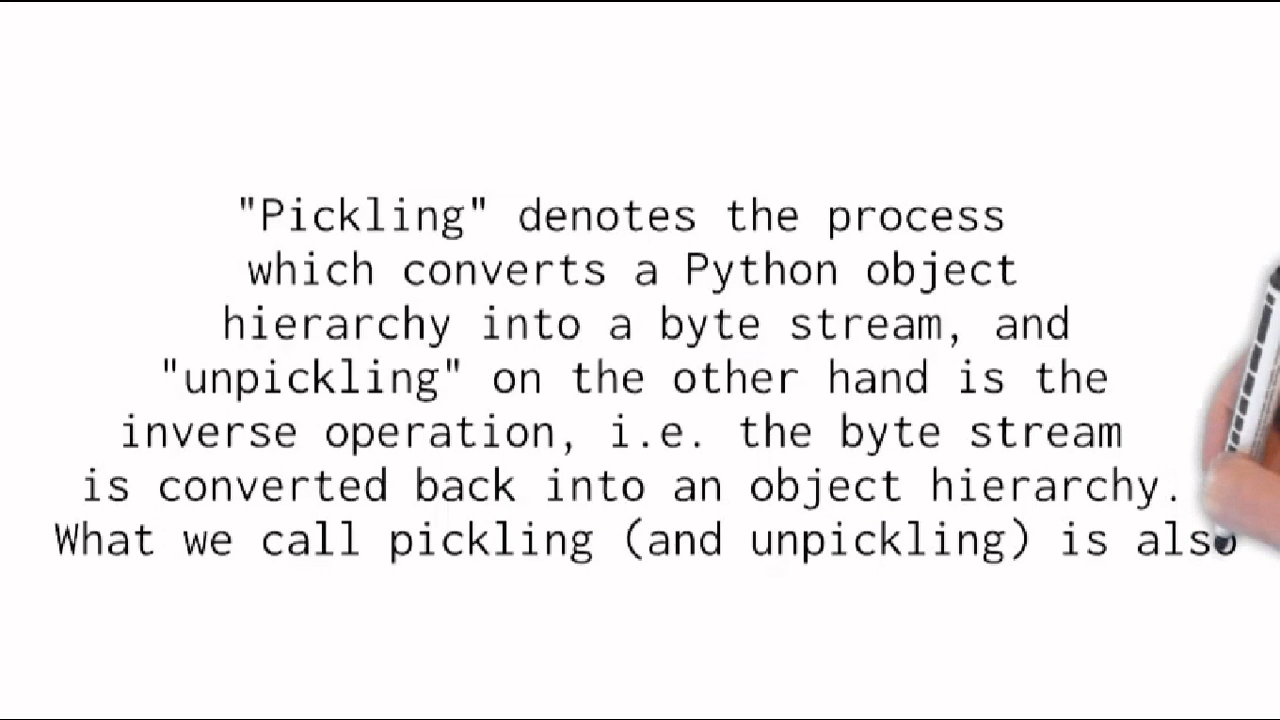 "Pickling" denotes the process
which converts a Python object
hierarchy into a byte stream, and
"unpickling" on the other hand is the
inverse operation, i.e. the byte stream
is converted back into an object hierarchy.
What we call pickling (and unpickling) is also